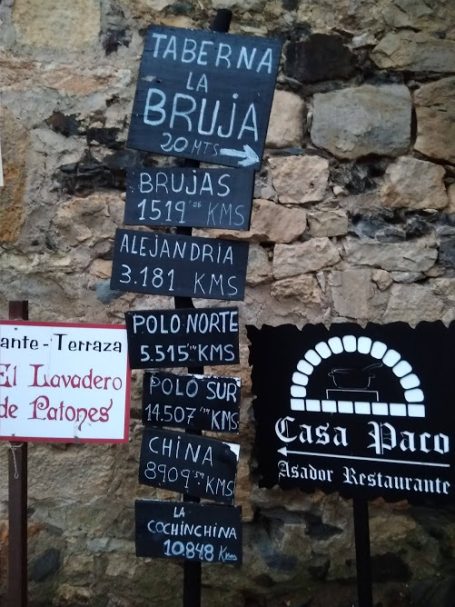 TABERNA
LA
BRUJA
20 MTS
BRUJAS
1519 KMS
ALEJANDRIA
3.181 KMS
POLO NORTE
5.515 KMS
POLO SUR
14.507 KMS
CHINA
8909 KMS
LA
COCHINCHINA
10.848 KMS
ante - Terraza
El Lavadero
de Patones
Casa Paco
Asador Restaurante